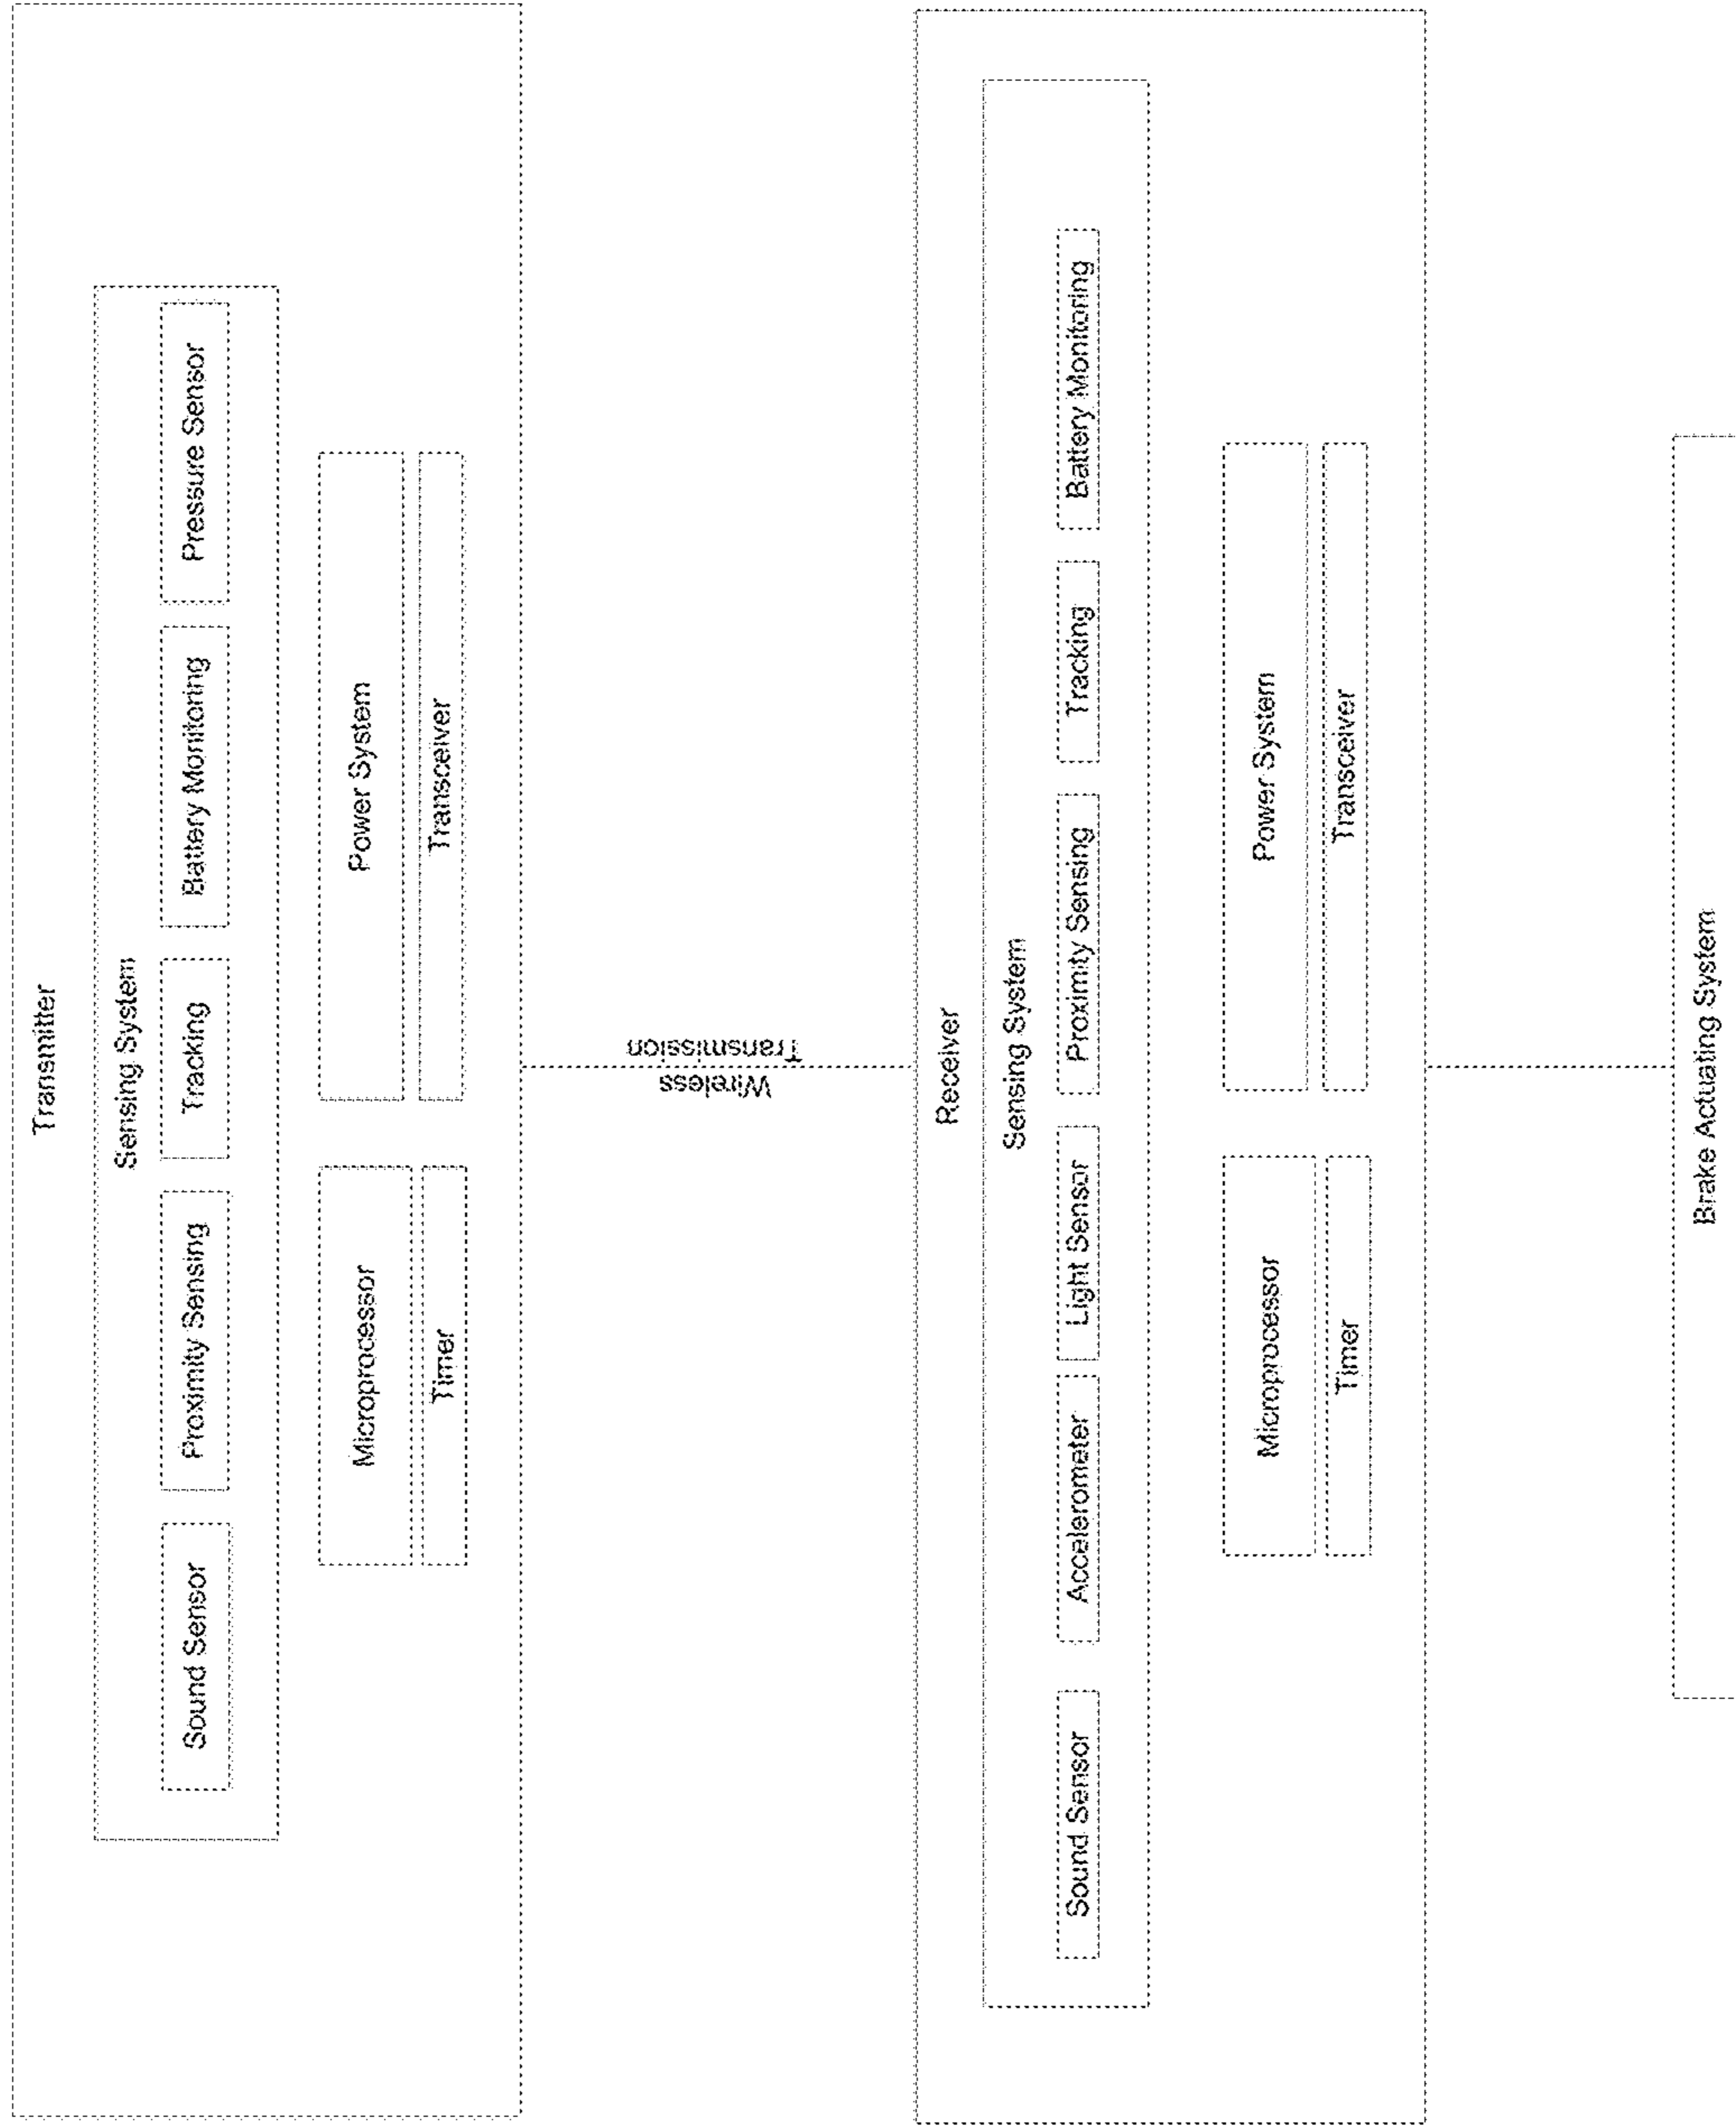 Transmitter
Sensing System
Sound Sensor
Proximity Sensing
Tracking
Battery Monitoring
Pressure Sensor
Microprocessor
Power System
Timer
Transceiver
Wireless
Transmission
Receiver
Sensing System
Sound Sensor
Accelerometer
Light Sensor
Proximity Sensing
Tracking
Battery Monitoring
Microprocessor
Power System
Timer
Transceiver
Brake Actuating System